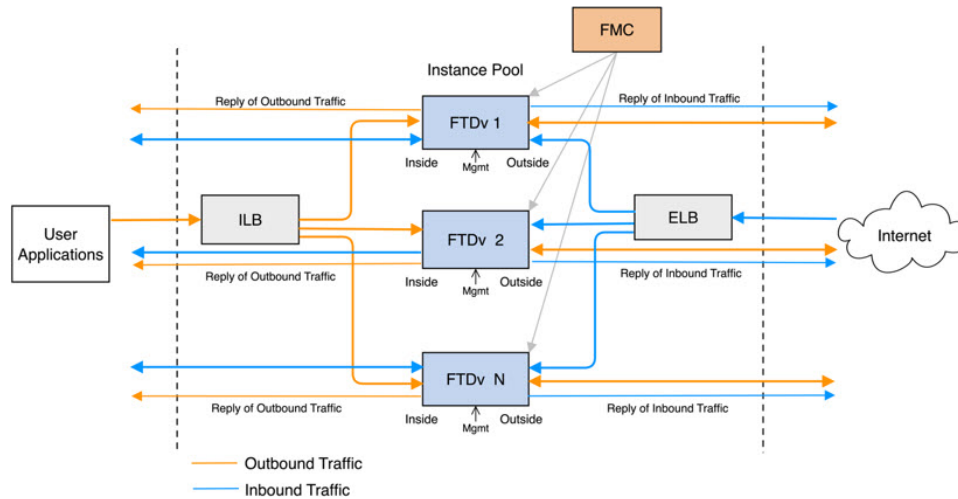 FMC
Instance Pool
Reply of Outbound Traffic
Reply of Inbound Traffic
FTDv 1
Inside
Mgmt
Outside
User
Applications
ILB
FTDv 2
ELB
Internet
Reply of Outbound Traffic
Inside
Mgmt
Outside
Reply of Inbound Traffic
FTDv N
Reply of Outbound Traffic
Inside
Mgmt
Outside
Reply of Inbound Traffic
Outbound Traffic
Inbound Traffic